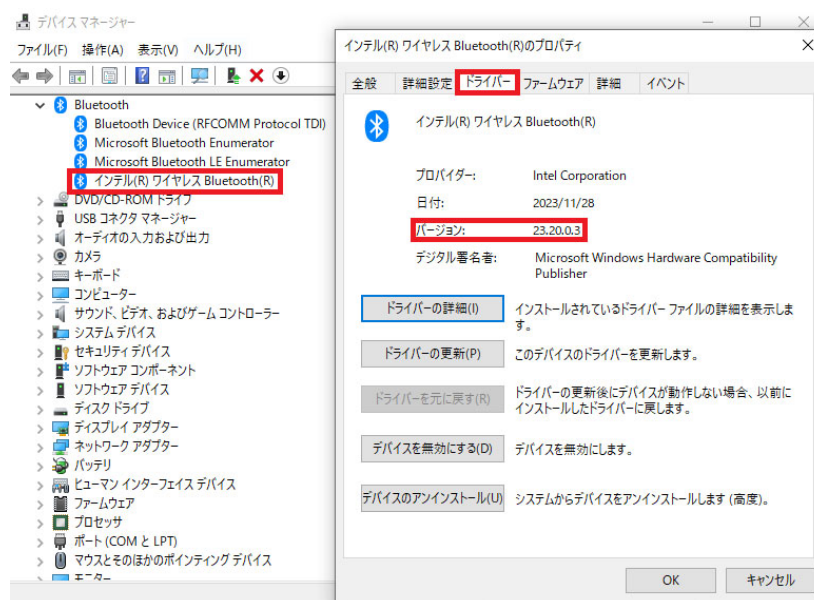 デバイス マネージャー
ファイル(F) 操作(A) 表示(V) ヘルプ(H)
Bluetooth
Bluetooth Device (RFCOMM Protocol TDI)
Microsoft Bluetooth Enumerator
Microsoft Bluetooth LE Enumerator
インテル(R) ワイヤレス Bluetooth(R)
DVD/CD-ROM ドライブ
USB コネクタ マネージャー
オーディオの入力および出力
カメラ
キーボード
コンピューター
サウンド、ビデオ、およびゲーム コントローラー
システム デバイス
セキュリティ デバイス
ソフトウェア コンポーネント
ソフトウェア デバイス
ディスク ドライブ
ディスプレイ アダプター
ネットワーク アダプター
バッテリ
ヒューマン インターフェイス デバイス
ファームウェア
プロセッサ
ポート (COM と LPT)
マウスとそのほかのポインティング デバイス
モニター
インテル(R) ワイヤレス Bluetooth(R)のプロパティ
全般 詳細設定 ドライバー ファームウェア 詳細 イベント
インテル(R) ワイヤレス Bluetooth(R)
プロバイダー: Intel Corporation
日付: 2023/11/28
バージョン: 23.20.0.3
デジタル署名者: Microsoft Windows Hardware Compatibility
Publisher
ドライバーの詳細(I) インストールされているドライバー ファイルの詳細を表示しま
す。
ドライバーの更新(P) このデバイスのドライバーを更新します。
ドライバーを元に戻す(R) ドライバーの更新後にデバイスが動作しない場合、以前に
インストールしたドライバーに戻します。
デバイスを無効にする(D) デバイスを無効にします。
デバイスのアンインストール(U) システムからデバイスをアンインストールします (高度)。
OK キャンセル